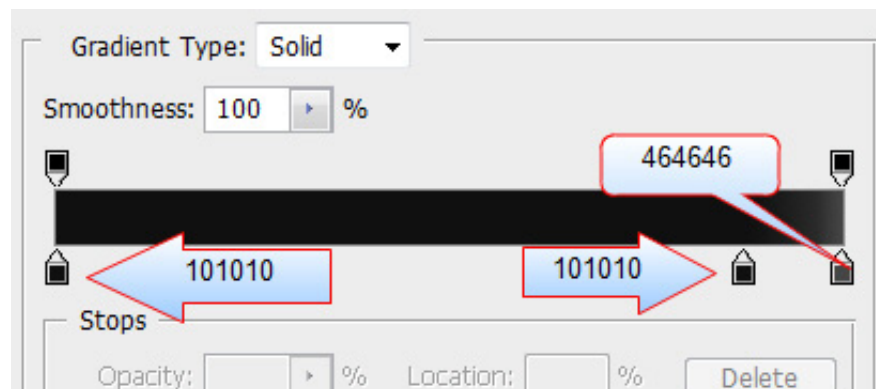 Gradient Type: Solid
Smoothness: 100 %
464646
101010
101010
Stops
Opacity: % Location: % Delete